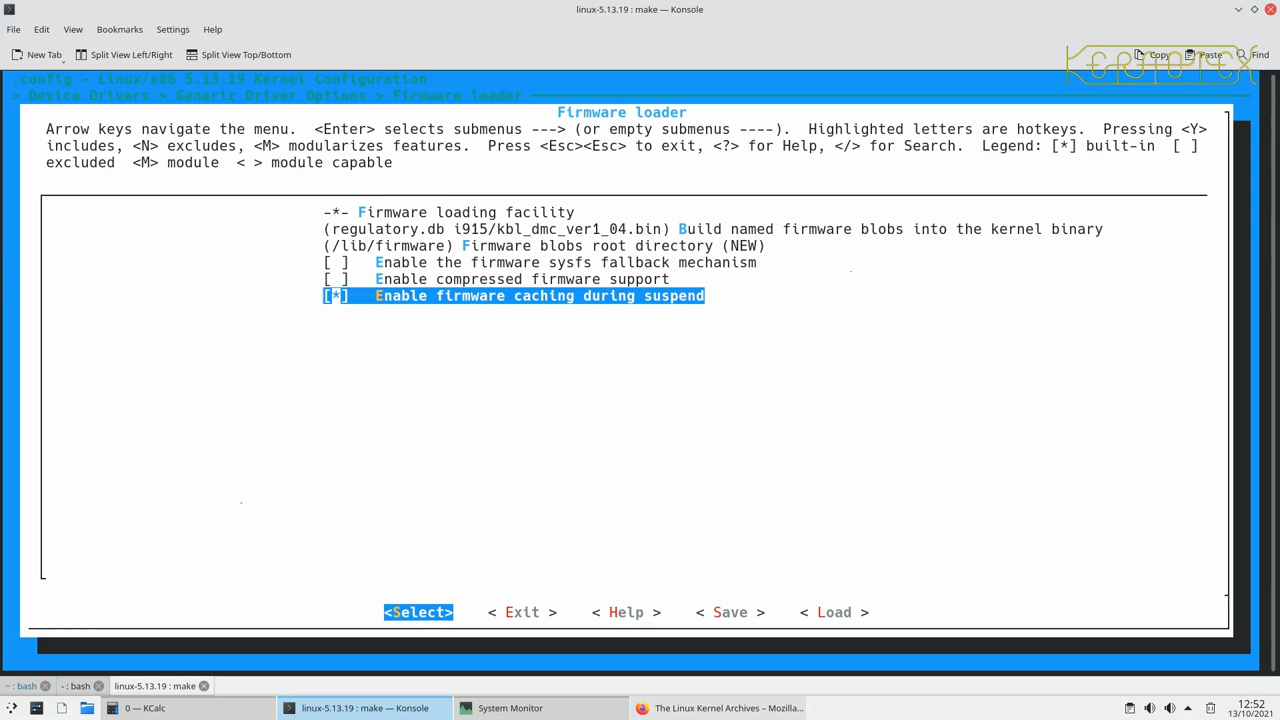 linux-5.13.19 : make — Konsole
File Edit View Bookmarks Settings Help
New Tab Split View Left/Right Split View Top/Bottom Copy Paste Find
KERNOTEX
.config - Linux/x86 5.13.19 Kernel Configuration
> Device Drivers > Generic Driver Options > Firmware loader
Firmware loader
Arrow keys navigate the menu. <Enter> selects submenus ---> (or empty submenus ----). Highlighted letters are hotkeys. Pressing <Y>
includes, <N> excludes, <M> modularizes features. Press <Esc><Esc> to exit, <?> for Help, </> for Search. Legend: [*] built-in [ ]
excluded <M> module < > module capable
-*- Firmware loading facility
(regulatory.db i915/kbl_dmc_ver1_04.bin) Build named firmware blobs into the kernel binary
(/lib/firmware) Firmware blobs root directory (NEW)
[ ] Enable the firmware sysfs fallback mechanism
[ ] Enable compressed firmware support
[*] Enable firmware caching during suspend
<Select> < Exit > < Help > < Save > < Load >
~ : bash - : bash linux-5.13.19 : make
0 — KCalc linux-5.13.19 : make — Konsole System Monitor The Linux Kernel Archives – Mozilla... 12:52
13/10/2021